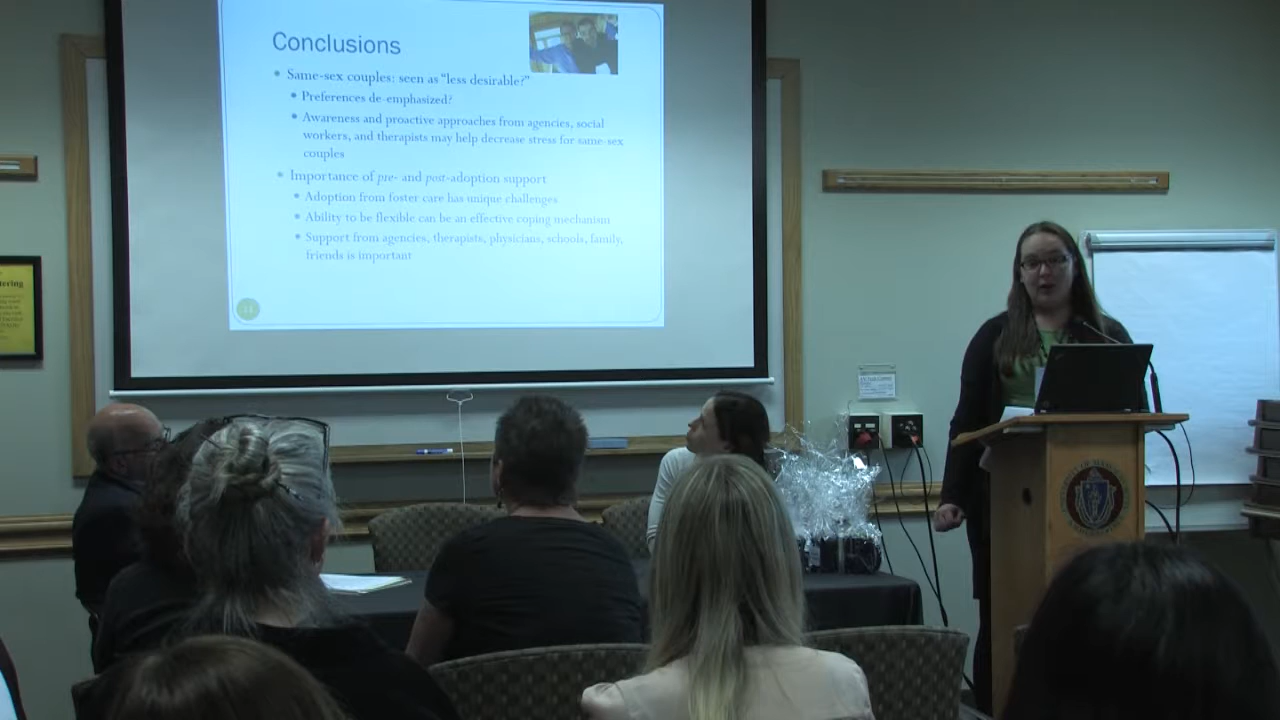 Conclusions
• Same-sex couples: seen as "less desirable?"
• Preferences de-emphasized?
• Awareness and proactive approaches from agencies, social
workers, and therapists may help decrease stress for same-sex
couples
• Importance of pre- and post-adoption support
• Adoption from foster care has unique challenges
• Ability to be flexible can be an effective coping mechanism
• Support from agencies, therapists, physicians, schools, family,
friends is important